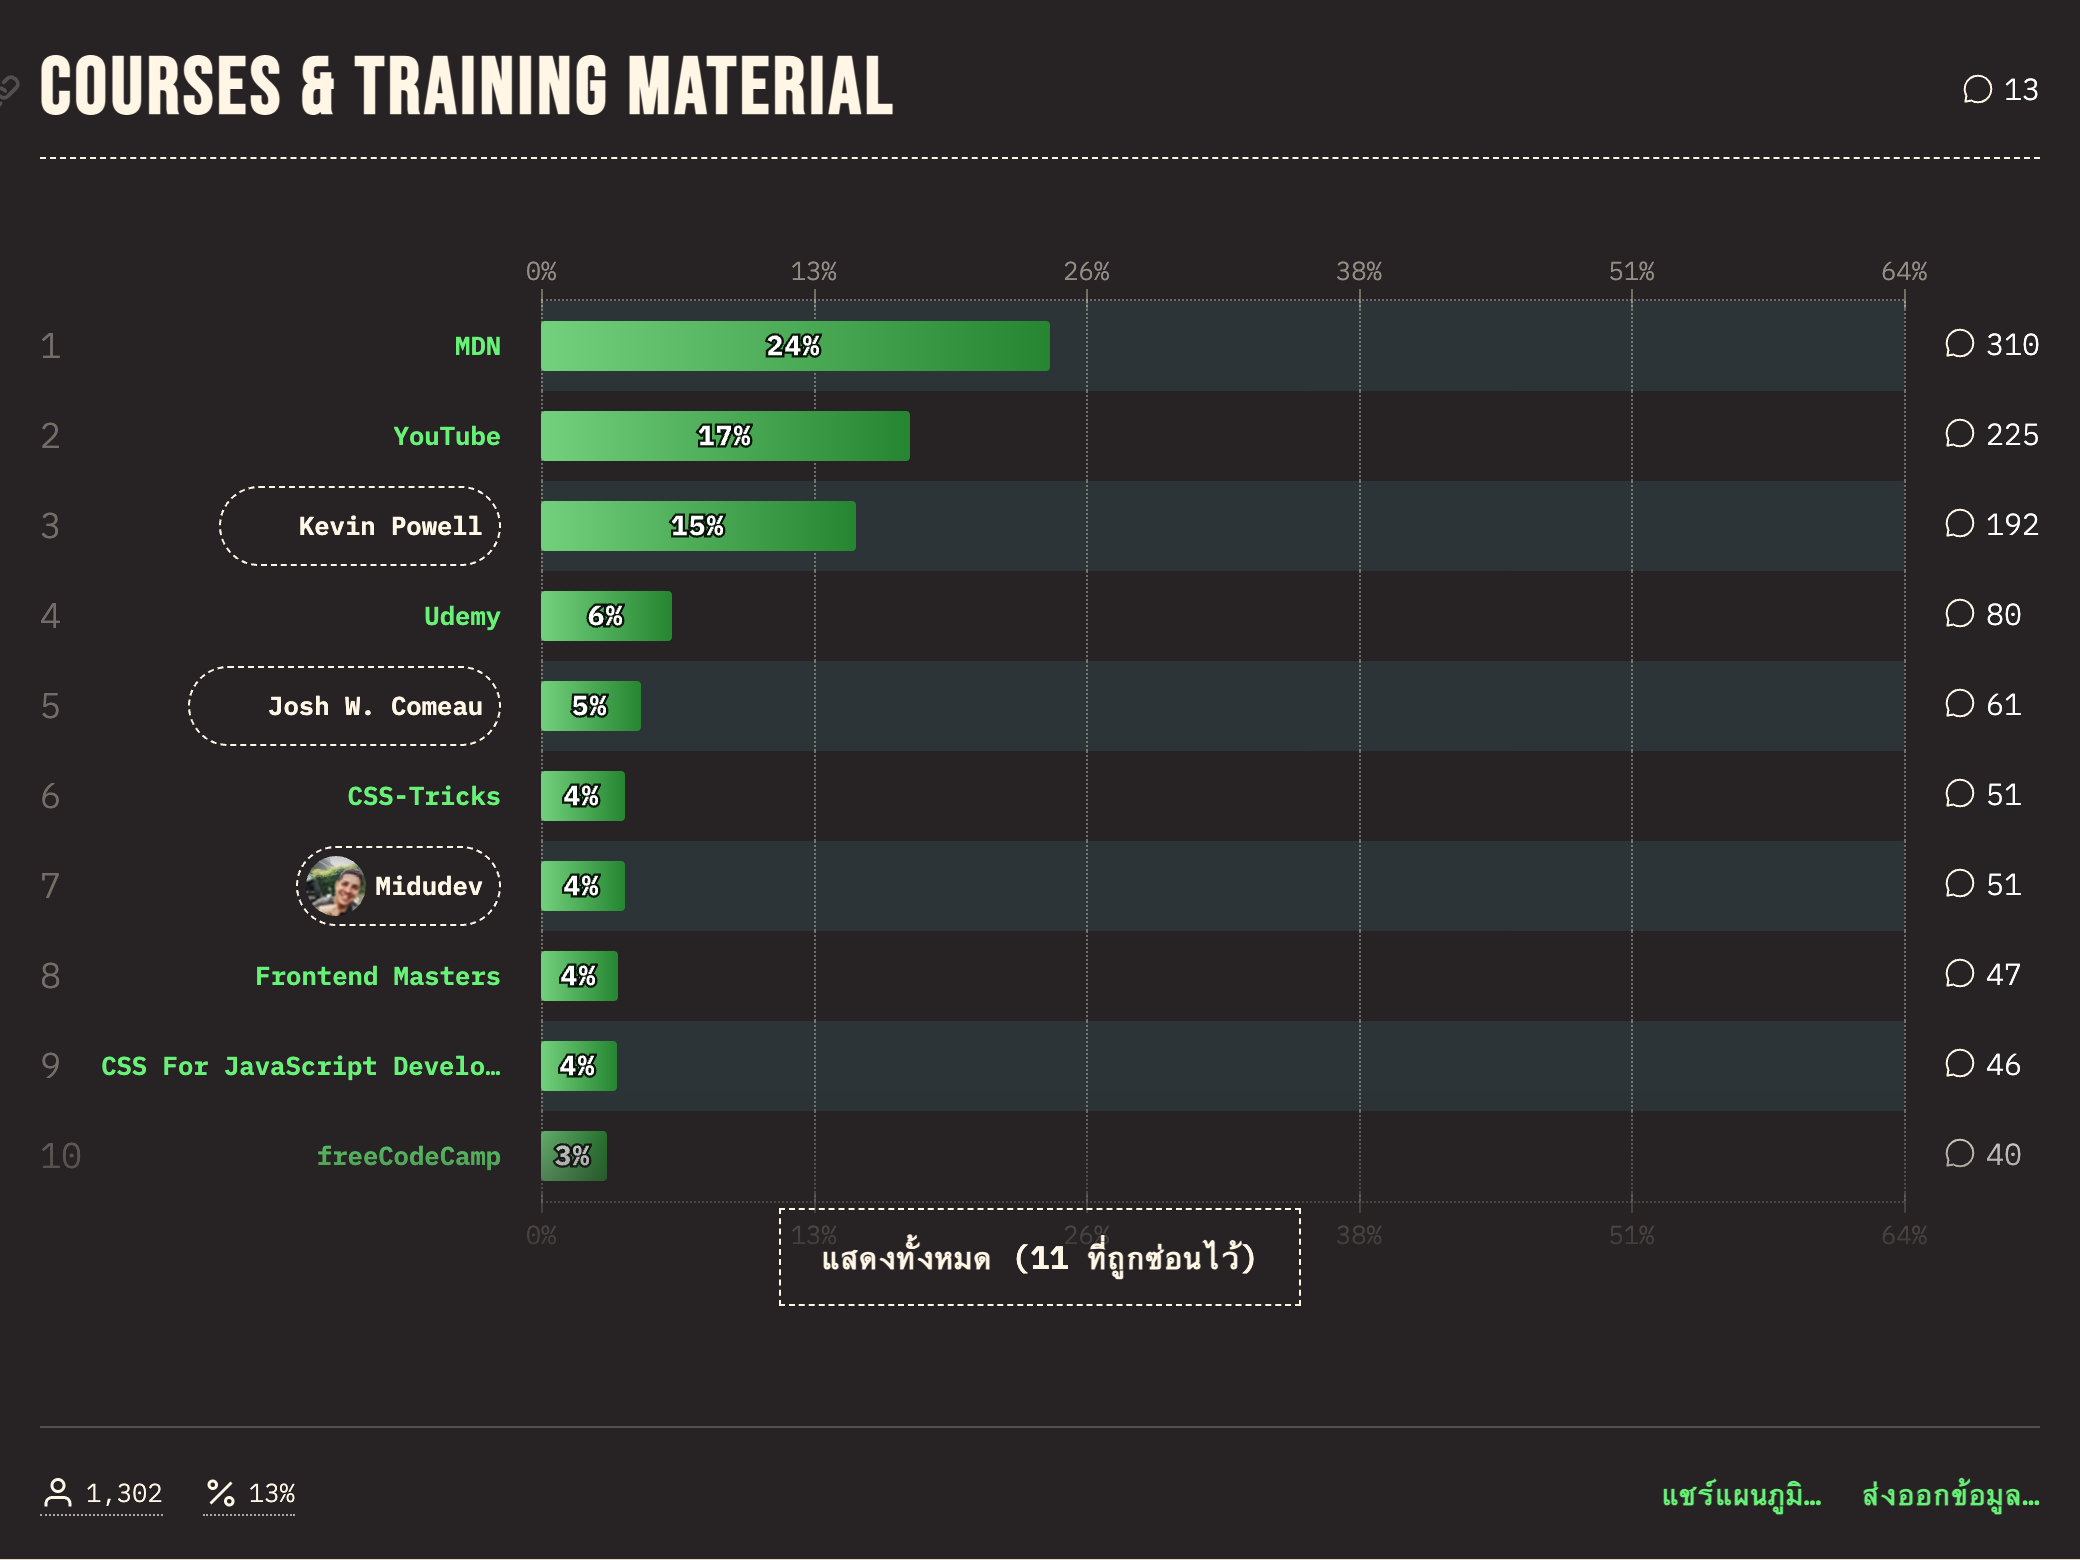 COURSES & TRAINING MATERIAL
13
0% 13% 26% 38% 51% 64%
1 MDN 24% 310
2 YouTube 17% 225
3 Kevin Powell 15% 192
4 Udemy 6% 80
5 Josh W. Comeau 5% 61
6 CSS-Tricks 4% 51
7 Midudev 4% 51
8 Frontend Masters 4% 47
9 CSS For JavaScript Develo… 4% 46
10 freeCodeCamp 3% 40
0% 13% 26% 38% 51% 64%
แสดงทั้งหมด (11 ที่ถูกซ่อนไว้)
1,302 13% แชร์แผนภูมิ… ส่งออกข้อมูล…